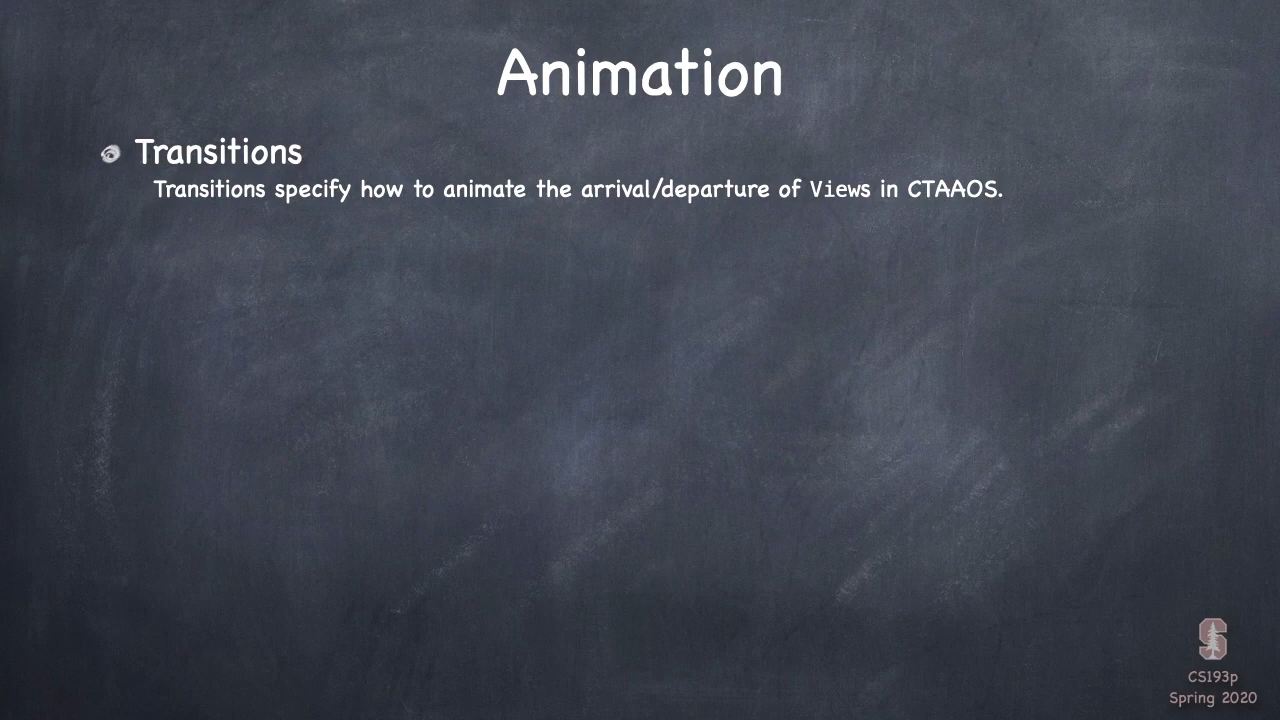 Animation
Transitions
Transitions specify how to animate the arrival/departure of Views in CTAAOS.
S
CS193p
Spring 2020